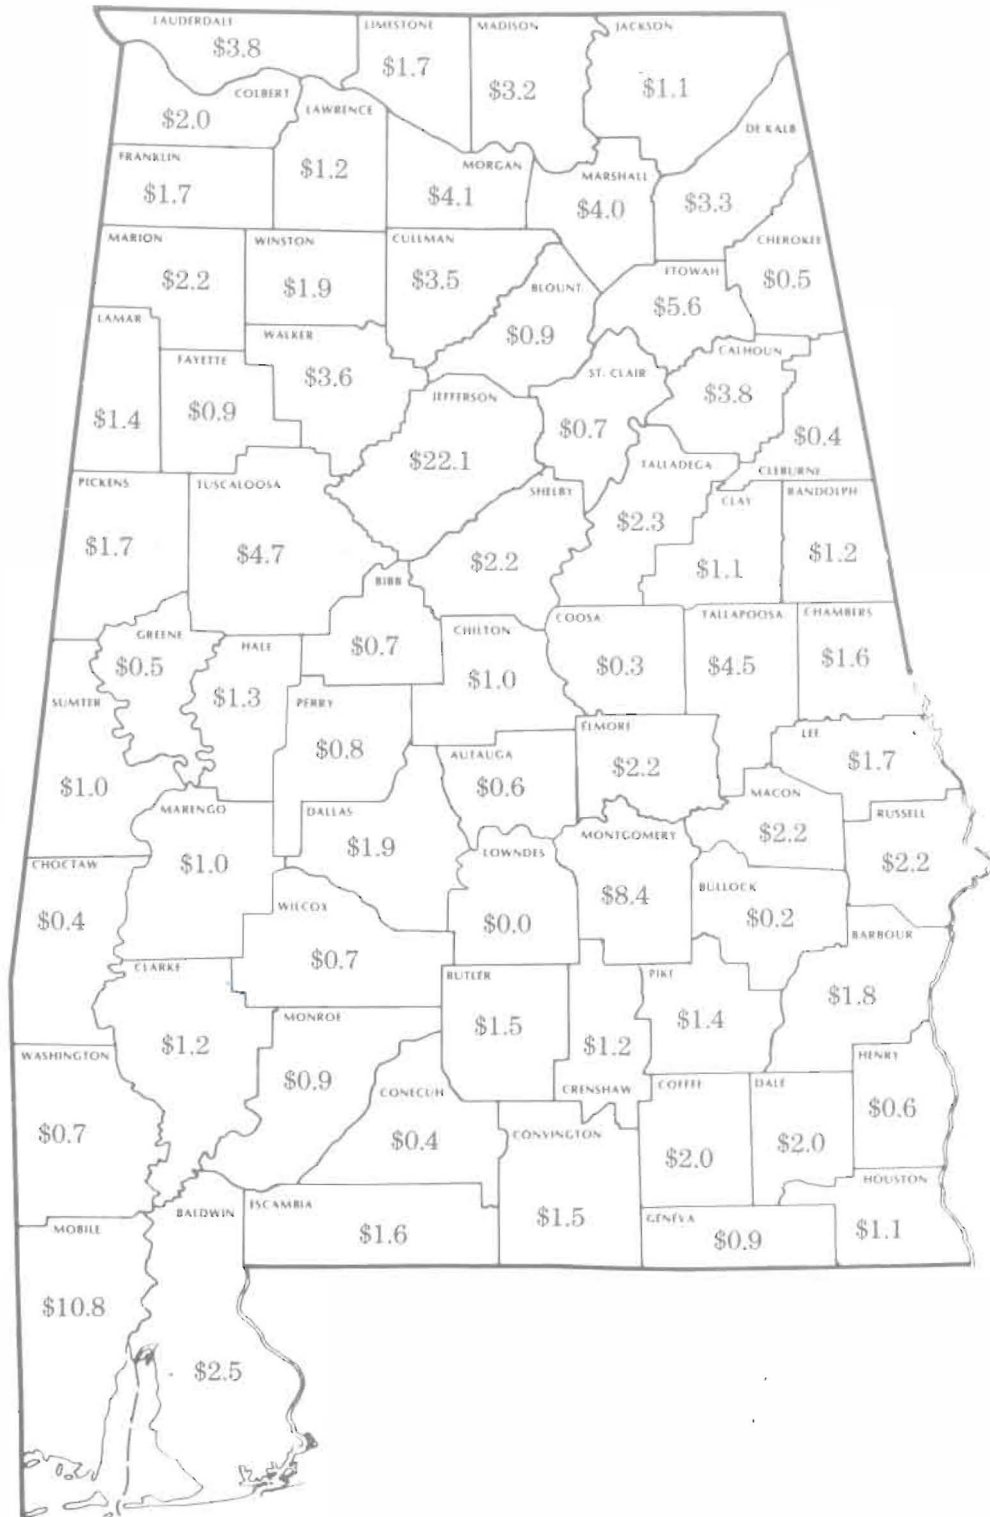 LAUDERDALE
$3.8
LIMESTONE
$1.7
MADISON
$3.2
JACKSON
$1.1
COLBERT
$2.0
LAWRENCE
$1.2
DE KALB
$3.3
FRANKLIN
$1.7
MORGAN
$4.1
MARSHALL
$4.0
MARION
$2.2
WINSTON
$1.9
CULLMAN
$3.5
BLOUNT
$0.9
ETOWAH
$5.6
CHEROKEE
$0.5
LAMAR
$1.4
FAYETTE
$0.9
WALKER
$3.6
JEFFERSON
$22.1
ST. CLAIR
$0.7
CALHOUN
$3.8
$0.4
CLEBURNE
PICKENS
$1.7
TUSCALOOSA
$4.7
SHELBY
$2.2
TALLADEGA
$2.3
CLAY
$1.1
RANDOLPH
$1.2
BIBB
$0.7
GREENE
$0.5
HALE
$1.3
CHILTON
$1.0
COOSA
$0.3
TALLAPOOSA
$4.5
CHAMBERS
$1.6
SUMTER
$1.0
PERRY
$0.8
AUTAUGA
$0.6
ELMORE
$2.2
LEE
$1.7
MARENGO
$1.0
DALLAS
$1.9
LOWNDES
$0.0
MONTGOMERY
$8.4
MACON
$2.2
RUSSELL
$2.2
CHOCTAW
$0.4
WILCOX
$0.7
BULLOCK
$0.2
BARBOUR
$1.8
CLARKE
$1.2
MONROE
$0.9
BUTLER
$1.5
$1.2
CRENSHAW
PIKE
$1.4
WASHINGTON
$0.7
CONECUH
$0.4
CONVINGTON
$1.5
COFFEE
$2.0
DALE
$2.0
HENRY
$0.6
MOBILE
$10.8
BALDWIN
$2.5
ESCAMBIA
$1.6
GENEVA
$0.9
HOUSTON
$1.1